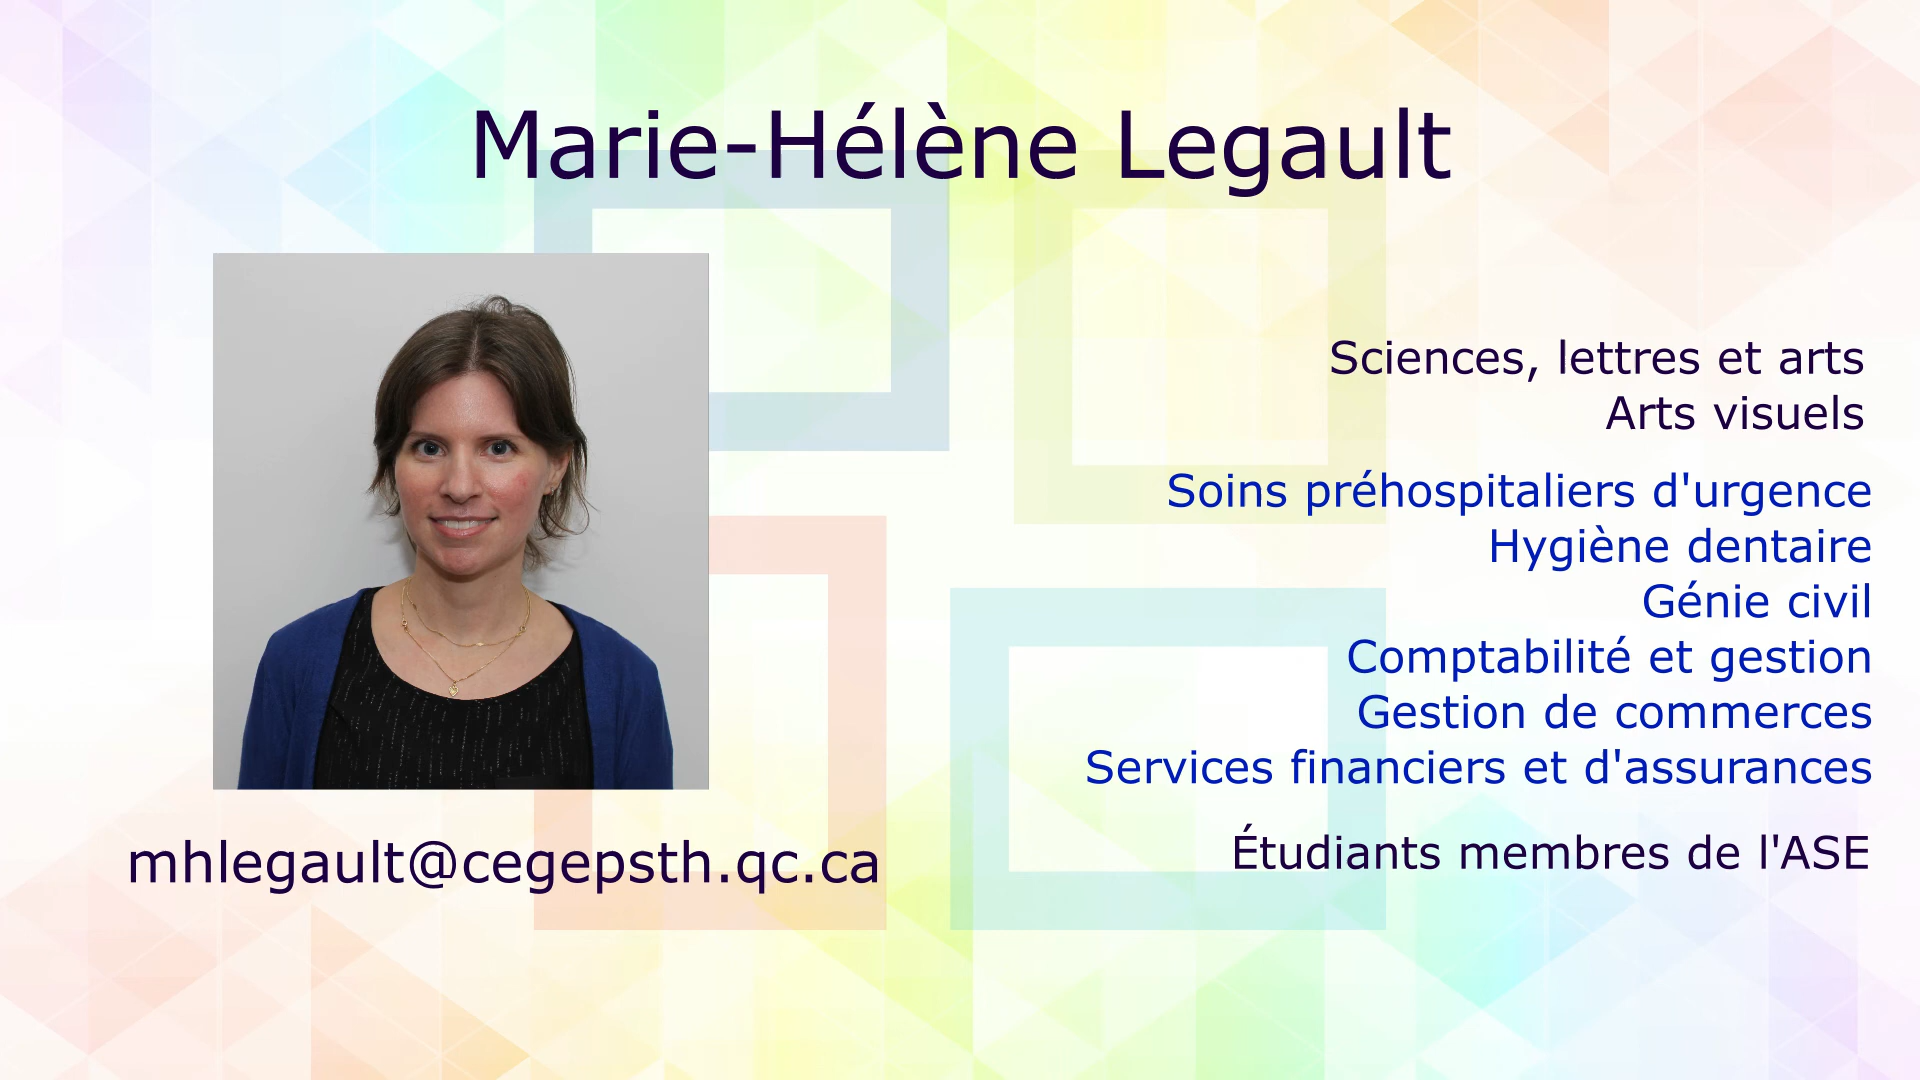 Marie-Hélène Legault
Sciences, lettres et arts
Arts visuels
Soins préhospitaliers d'urgence
Hygiène dentaire
Génie civil
Comptabilité et gestion
Gestion de commerces
Services financiers et d'assurances
Étudiants membres de l'ASE
mhlegault@cegepsth.qc.ca